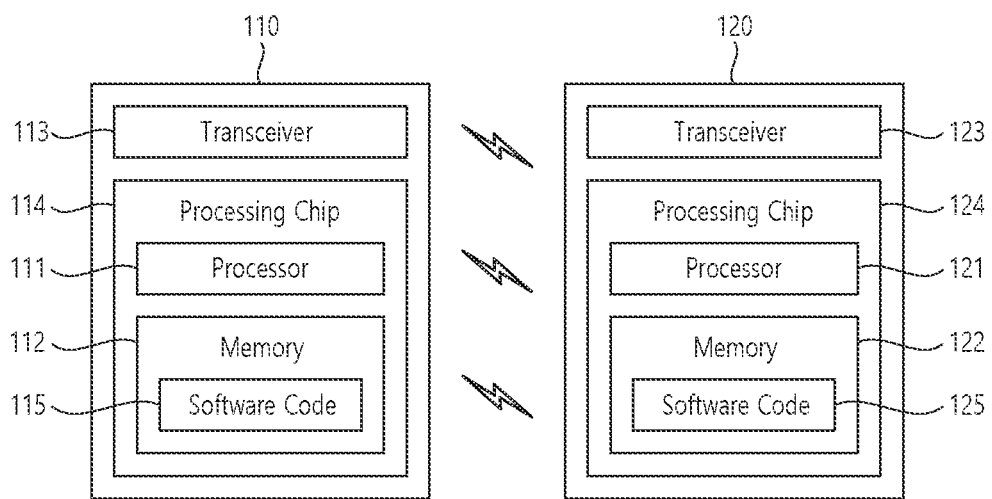 110
120
113
Transceiver
Transceiver
123
114
Processing Chip
Processing Chip
124
111
Processor
Processor
121
112
Memory
Memory
122
115
Software Code
Software Code
125